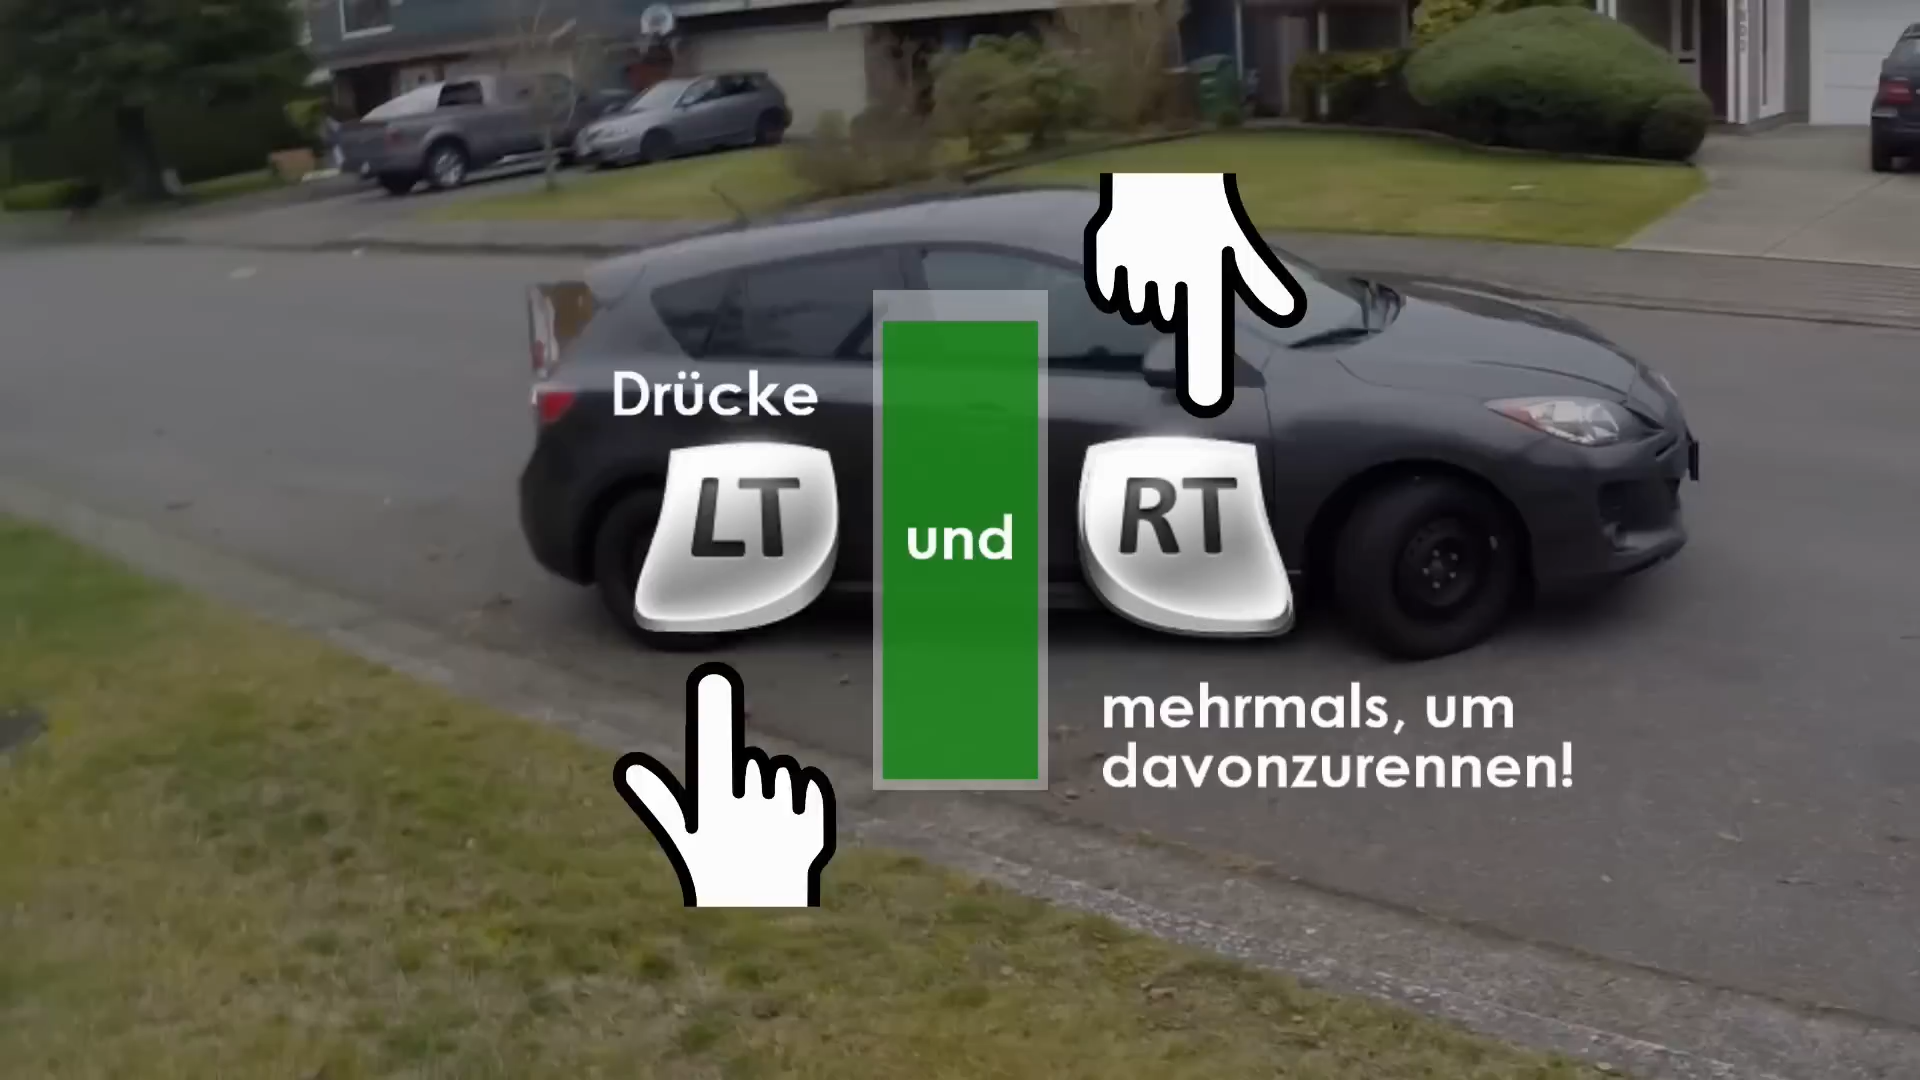 Drücke
LT
und
RT
mehrmals, um
davonzurennen!